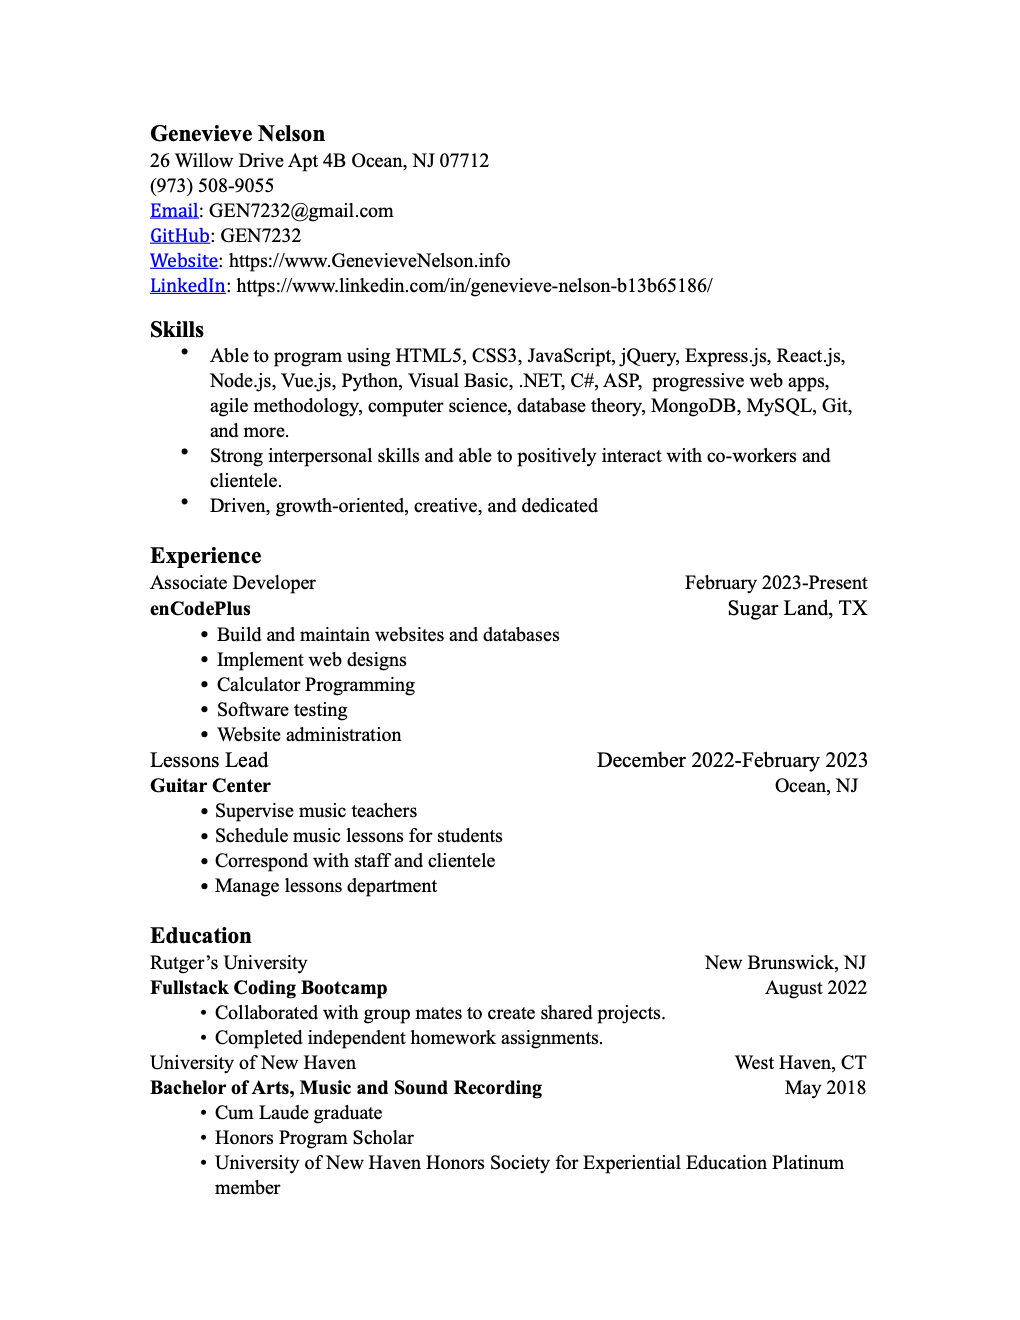 Genevieve Nelson
26 Willow Drive Apt 4B Ocean, NJ 07712
(973) 508-9055
Email: GEN7232@gmail.com
GitHub: GEN7232
Website: https://www.GenevieveNelson.info
LinkedIn: https://www.linkedin.com/in/genevieve-nelson-b13b65186/
Skills
• Able to program using HTML5, CSS3, JavaScript, jQuery, Express.js, React.js,
Node.js, Vue.js, Python, Visual Basic, .NET, C#, ASP,  progressive web apps,
agile methodology, computer science, database theory, MongoDB, MySQL, Git,
and more.
• Strong interpersonal skills and able to positively interact with co-workers and
clientele.
• Driven, growth-oriented, creative, and dedicated
Experience
Associate Developer February 2023-Present
enCodePlus Sugar Land, TX
• Build and maintain websites and databases
• Implement web designs
• Calculator Programming
• Software testing
• Website administration
Lessons Lead December 2022-February 2023
Guitar Center Ocean, NJ
• Supervise music teachers
• Schedule music lessons for students
• Correspond with staff and clientele
• Manage lessons department
Education
Rutger’s University New Brunswick, NJ
Fullstack Coding Bootcamp August 2022
• Collaborated with group mates to create shared projects.
• Completed independent homework assignments.
University of New Haven West Haven, CT
Bachelor of Arts, Music and Sound Recording May 2018
• Cum Laude graduate
• Honors Program Scholar
• University of New Haven Honors Society for Experiential Education Platinum
member